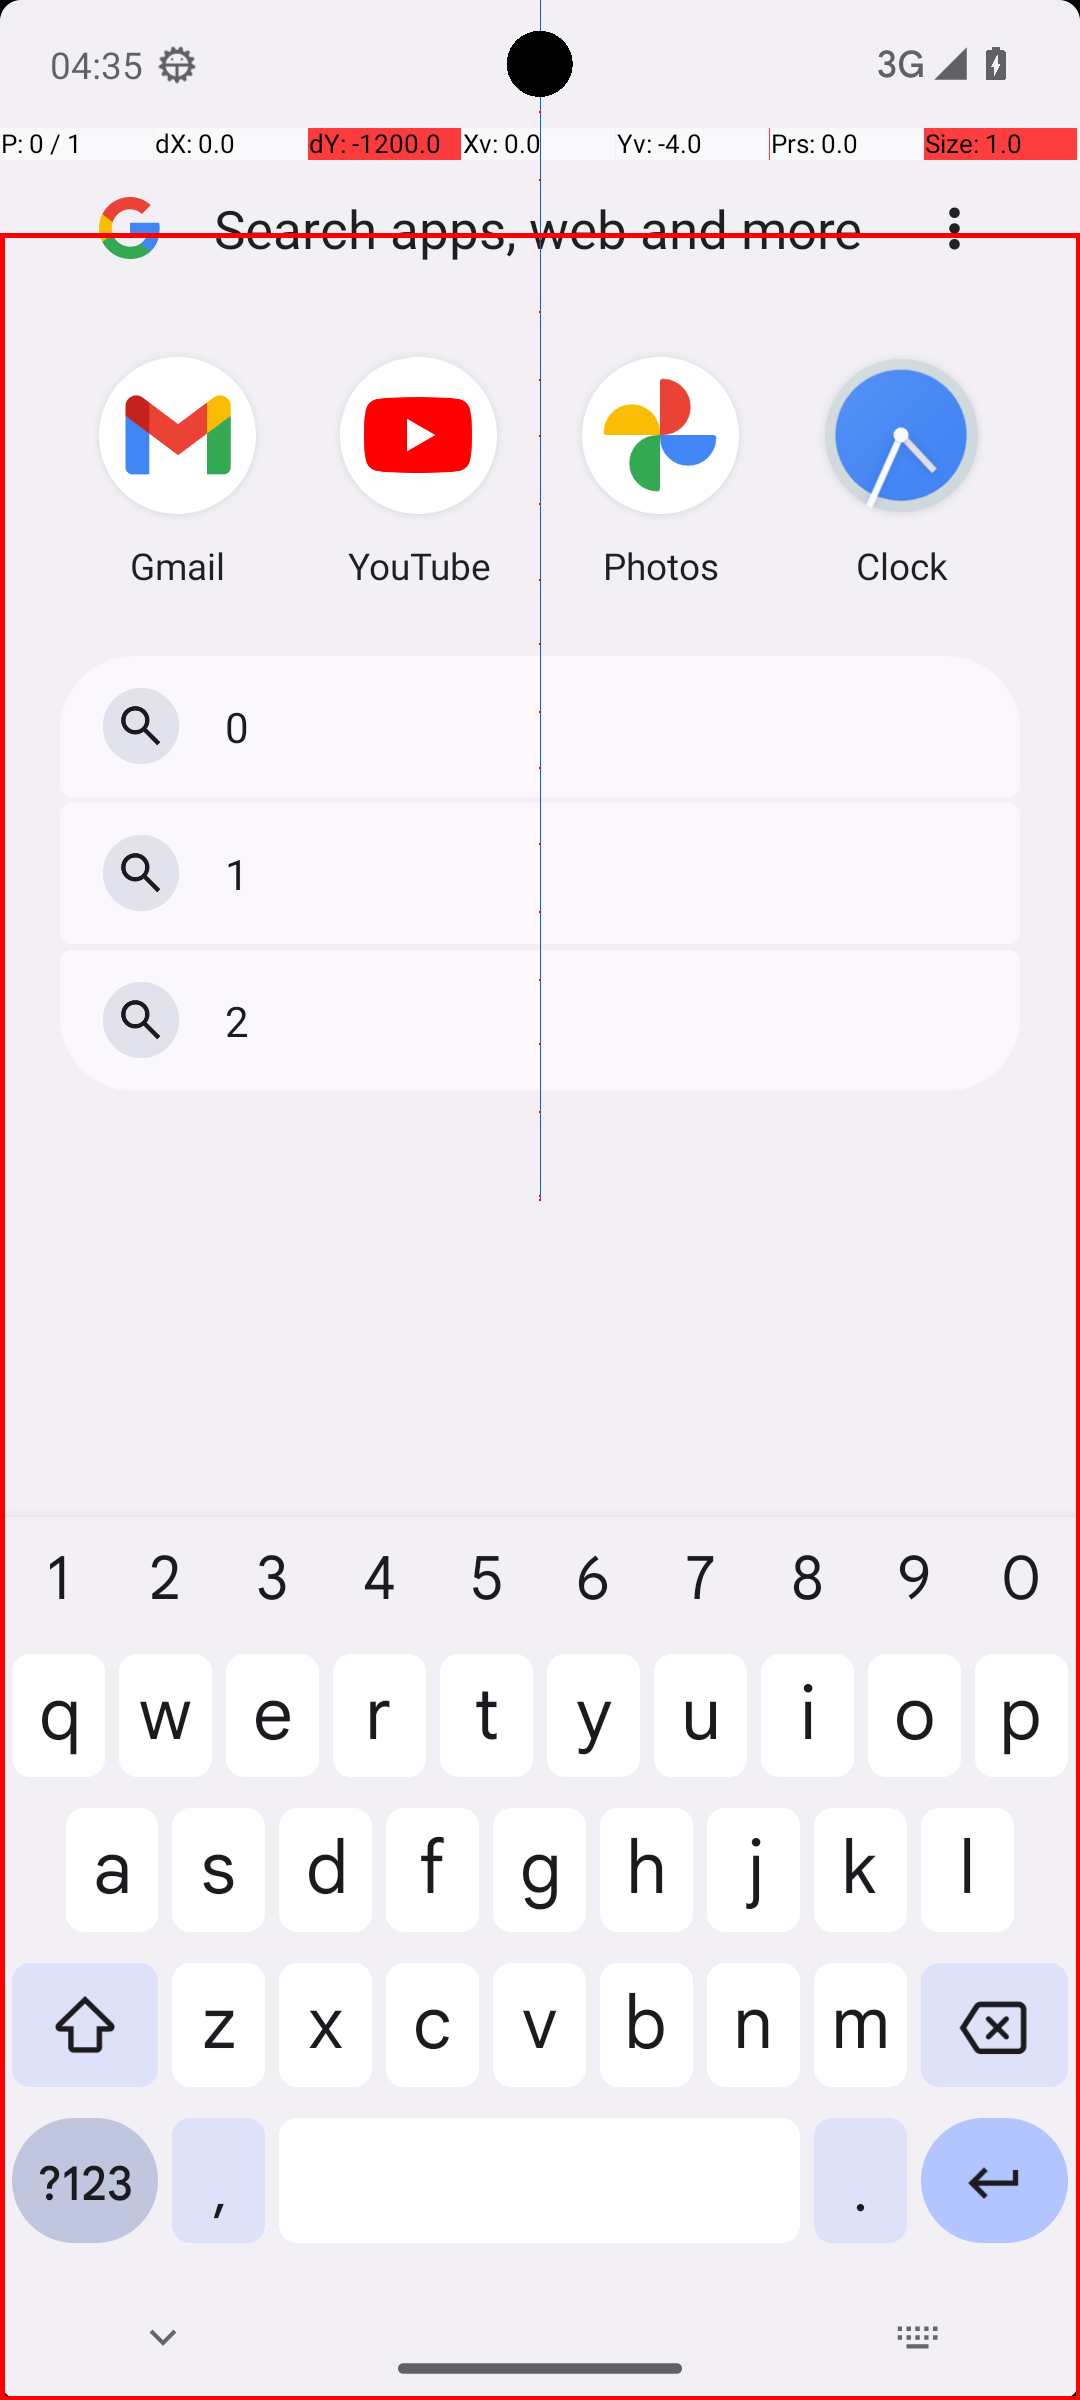 04:35 3G
P: 0 / 1 dX: 0.0 dY: -1200.0 Xv: 0.0 Yv: -4.0 Prs: 0.0 Size: 1.0
Search apps, web and more
Gmail YouTube Photos Clock
0
1
2
1 2 3 4 5 6 7 8 9 0
q w e r t y u i o p
a s d f g h j k l
z x c v b n m
?123 , .